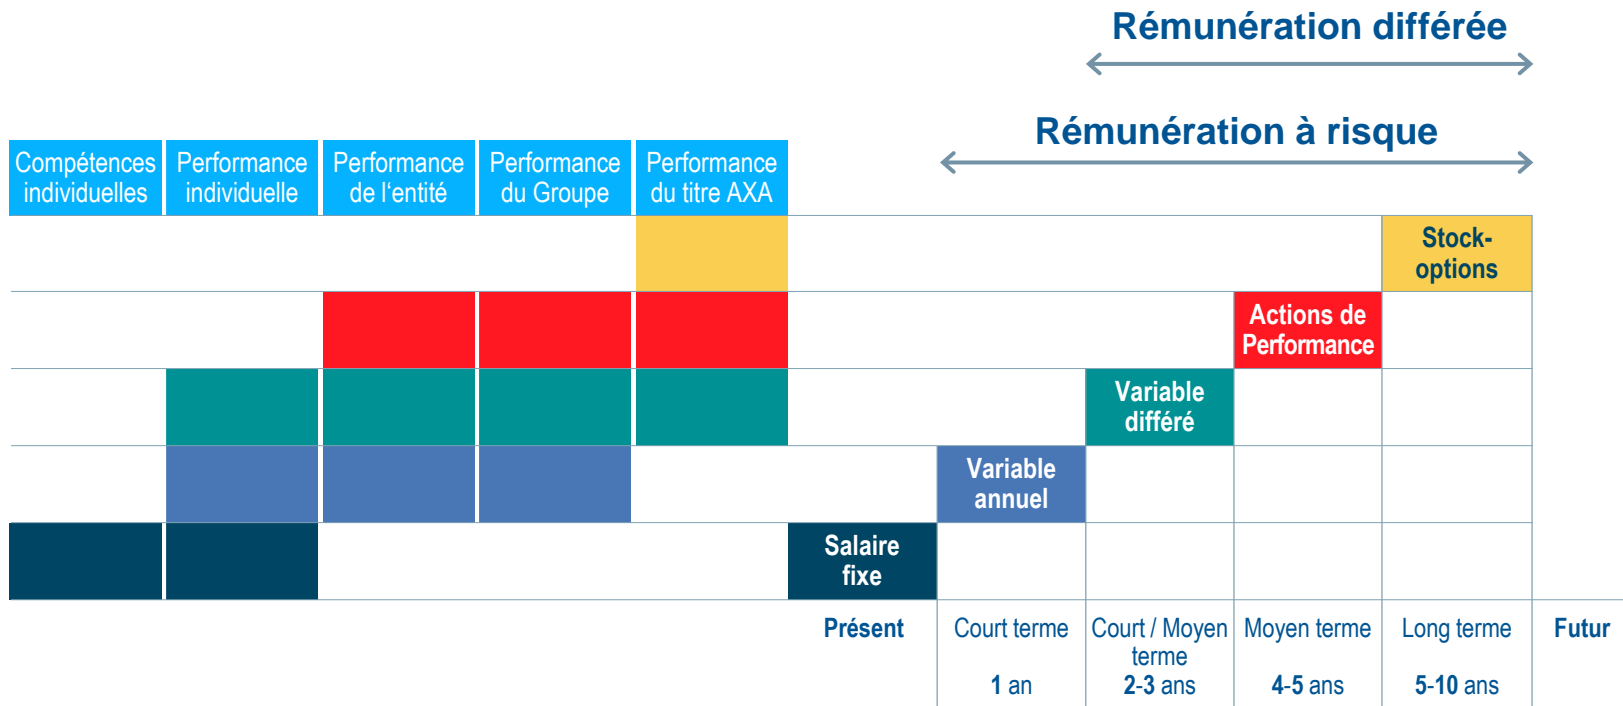 Rémunération différée
Rémunération à risque
Compétences
individuelles
Performance
individuelle
Performance
de l‘entité
Performance
du Groupe
Performance
du titre AXA
Stock-
options
Actions de
Performance
Variable
différé
Variable
annuel
Salaire
fixe
Présent
Court terme
1 an
Court / Moyen
terme
2-3 ans
Moyen terme
4-5 ans
Long terme
5-10 ans
Futur